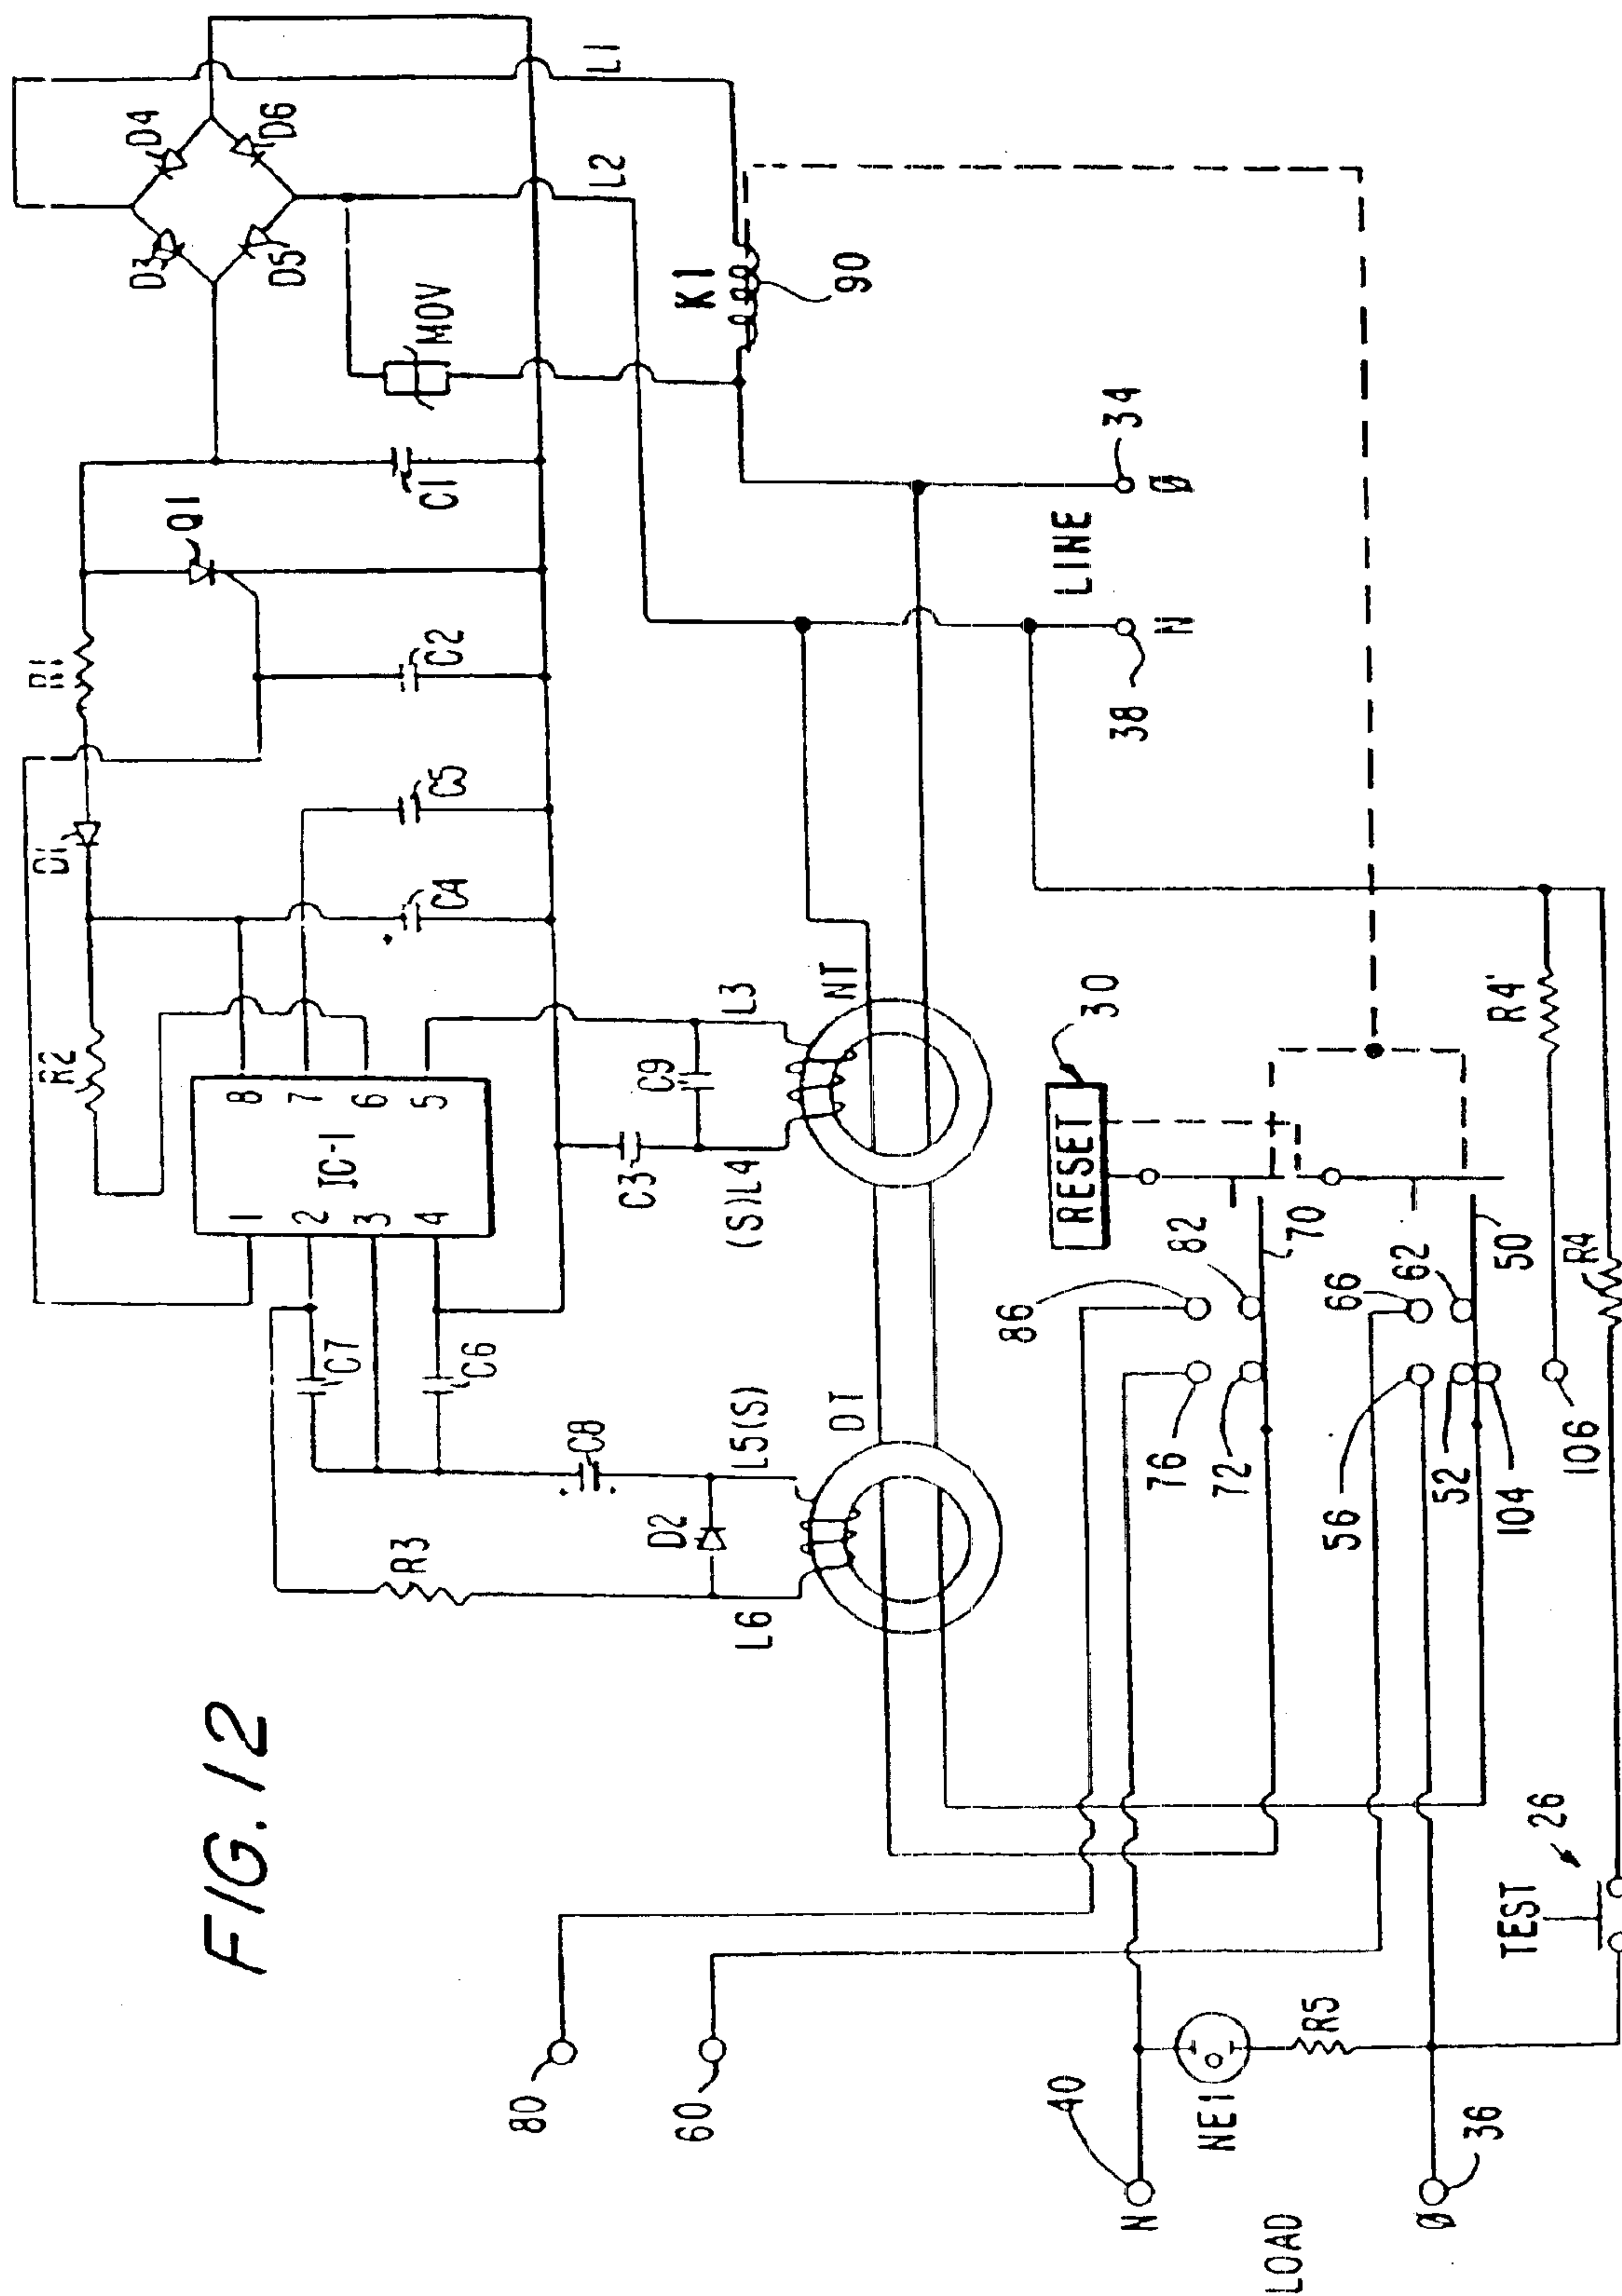 FIG. 12
D4
D6
D3
D5
L1
L2
MOV
K1
90
C1
Q1
R1
C2
D1
C5
C4
R2
8
7
6
5
IC-1
1
2
3
4
C7
C6
C8
R3
D2
L5(S)
L6
C3
C9
L3
(S)L4
NT
DT
34
Ø
LINE
N
38
RESET
30
86
82
70
76
72
66
62
50
56
52
104
106
R4'
R4
TEST
26
80
60
40
N
NE1
R5
LOAD
Ø
36